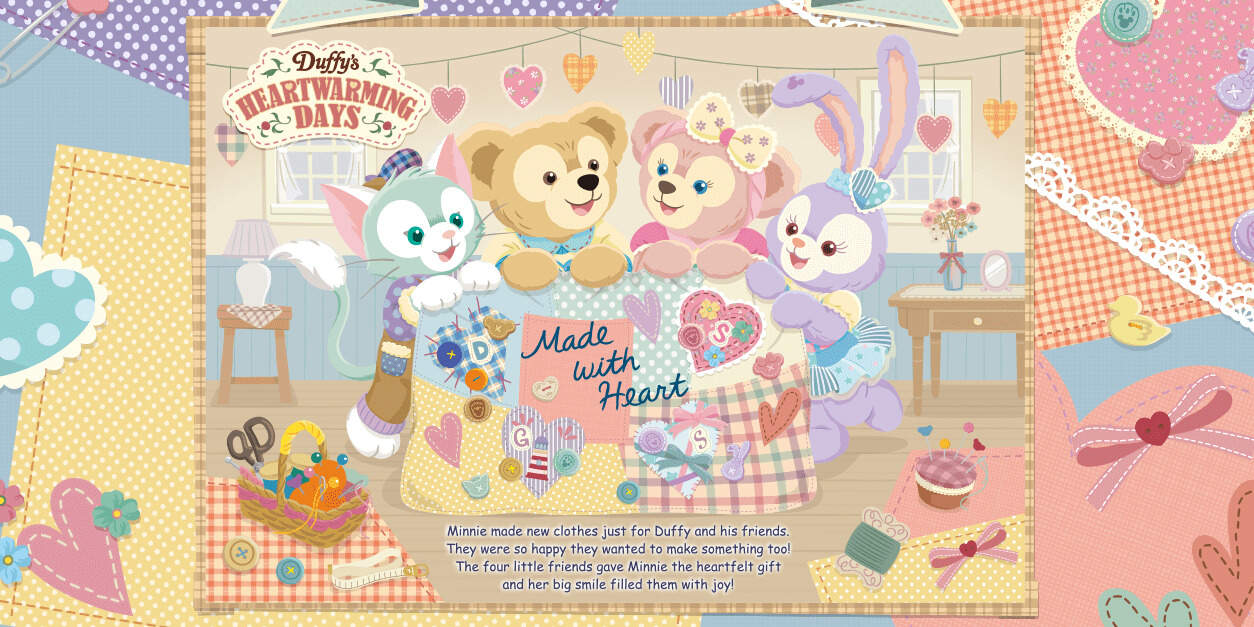 Duffy's
HEARTWARMING
DAYS
D
S
Made
with
Heart
G
S
Minnie made new clothes just for Duffy and his friends.
They were so happy they wanted to make something too!
The four little friends gave Minnie the heartfelt gift
and her big smile filled them with joy!